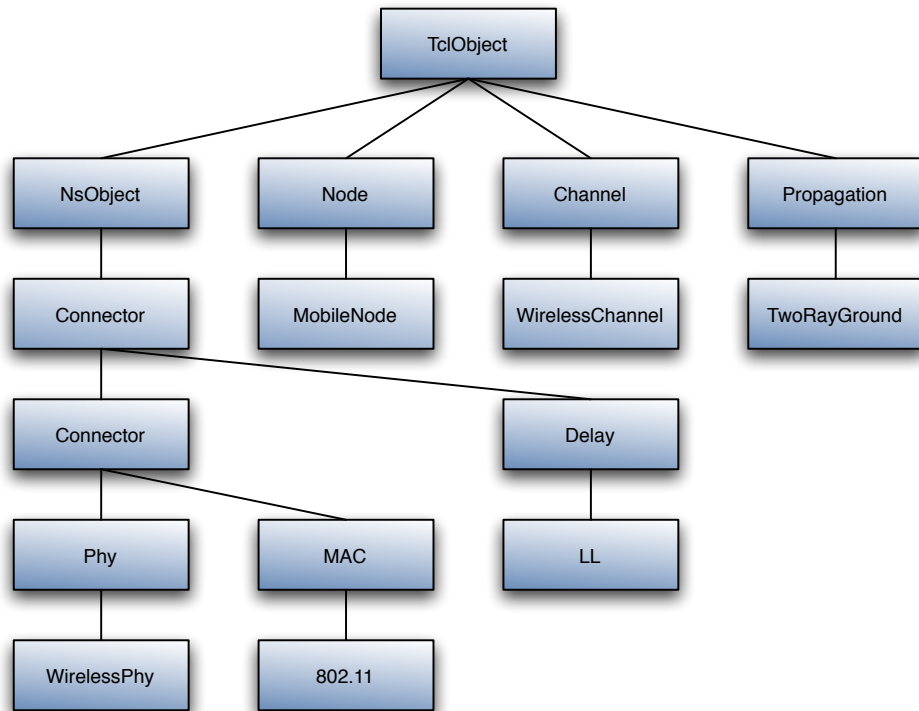 TclObject
NsObject
Node
Channel
Propagation
Connector
MobileNode
WirelessChannel
TwoRayGround
Connector
Delay
Phy
MAC
LL
WirelessPhy
802.11